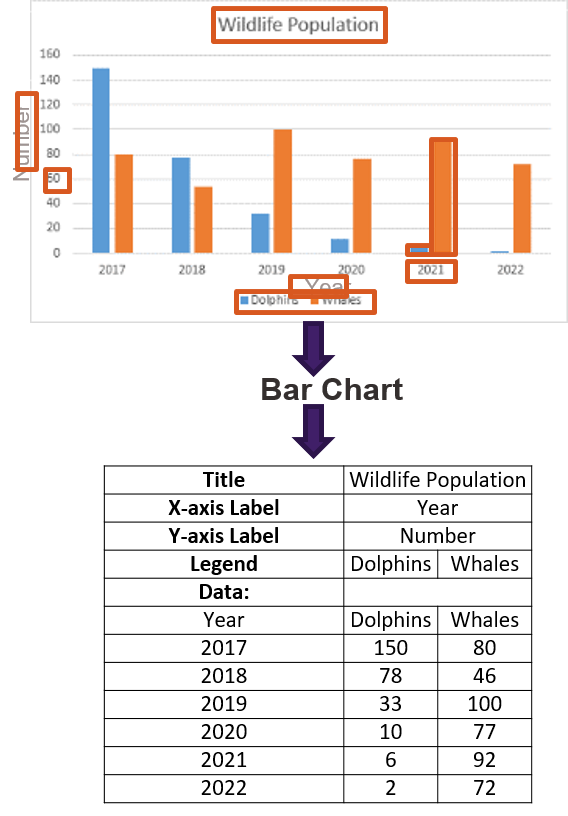 Wildlife Population
Number
160
140
120
100
80
60
40
20
0
2017 2018 2019 2020 2021 2022
Year
Dolphins Whales
Bar Chart
Title Wildlife Population
X-axis Label Year
Y-axis Label Number
Legend Dolphins Whales
Data:
Year Dolphins Whales
2017 150 80
2018 78 46
2019 33 100
2020 10 77
2021 6 92
2022 2 72